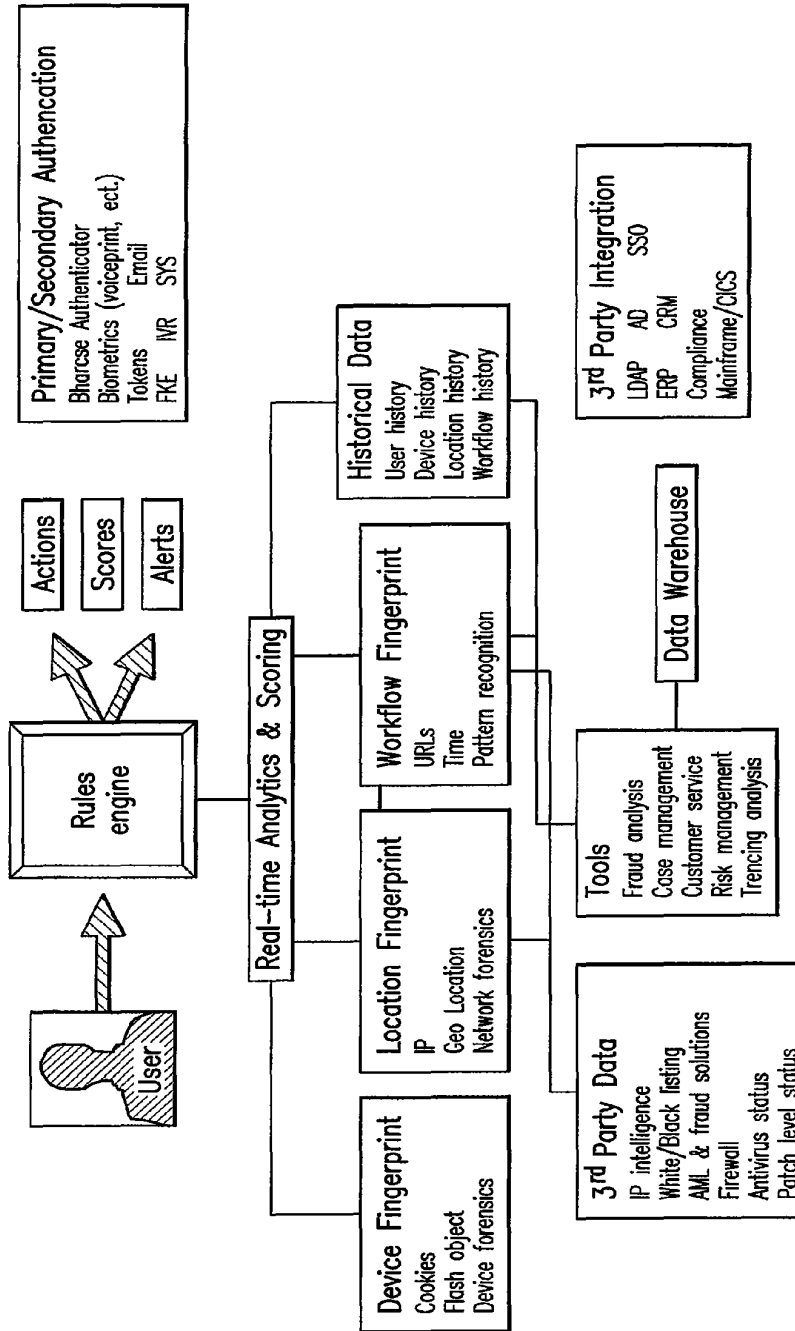 User
Rules
engine
Actions
Scores
Alerts
Primary/Secondary Authencation
Bharcse Authenticator
Biometrics (voiceprint, ect.)
Tokens Email
FKE IVR SYS
Real-time Analytics & Scoring
Device Fingerprint
Cookies
Flash object
Device forensics
Location Fingerprint
IP
Geo Location
Network forensics
Workflow Fingerprint
URLs
Time
Pattern recognition
Historical Data
User history
Device history
Location history
Workflow history
3rd Party Data
IP intelligence
White/Black listing
AML & fraud solutions
Firewall
Antivirus status
Patch level status
Tools
Fraud analysis
Case management
Customer service
Risk management
Trencing analysis
Data Warehouse
3rd Party Integration
LDAP AD SSO
ERP CRM
Compliance
Mainframe/CICS